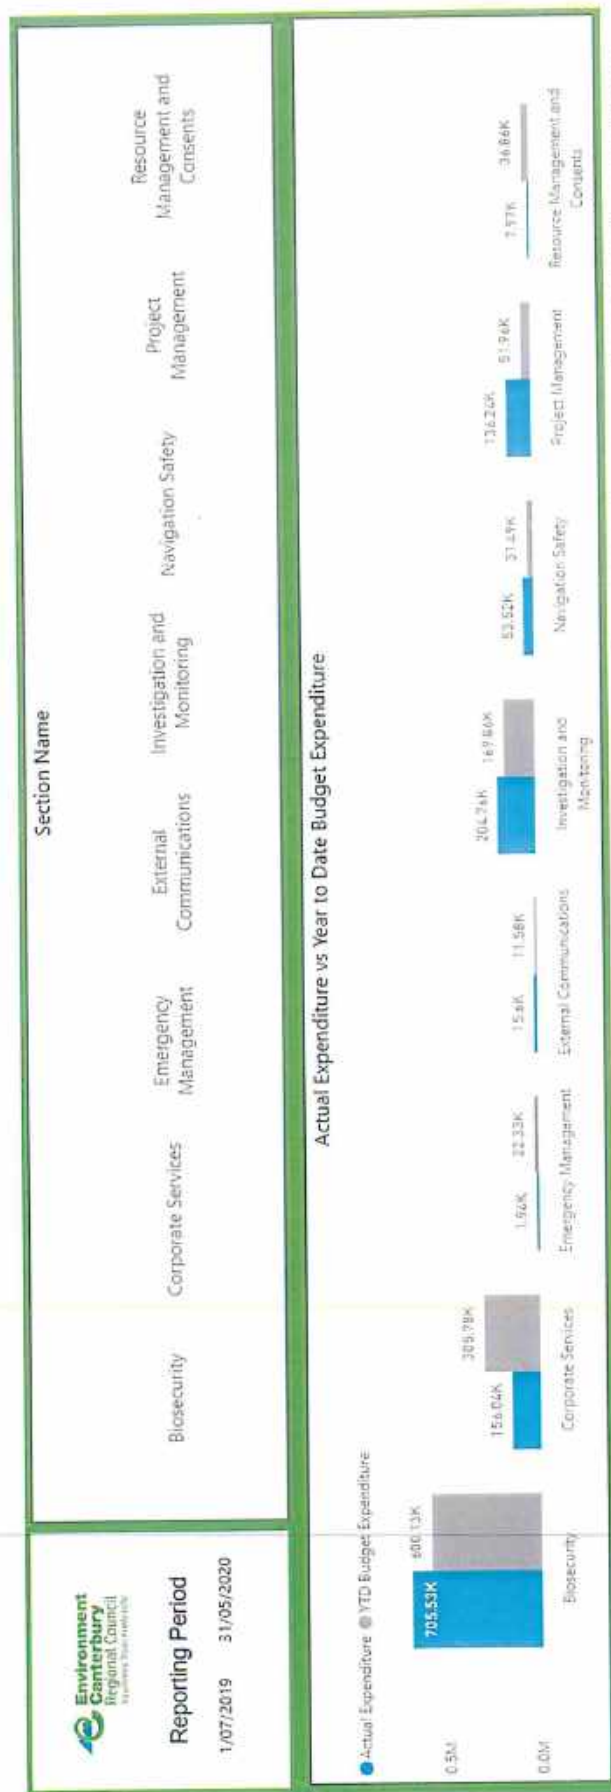 Environment
Canterbury
Regional Council
Reporting Period
1/07/2019 31/05/2020
Section Name
Biosecurity
Corporate Services
Emergency
Management
External
Communications
Investigation and
Monitoring
Navigation Safety
Project
Management
Resource
Management and
Consents
Actual Expenditure vs Year to Date Budget Expenditure
Actual Expenditure YTD Budget Expenditure
0.5M
0.0M
705.53K
600.13K
Biosecurity
156.04K
305.78K
Corporate Services
1.94K
22.33K
Emergency Management
15.6K
11.58K
External Communications
204.76K
169.86K
Investigation and
Monitoring
53.52K
31.49K
Navigation Safety
136.24K
51.96K
Project Management
7.97K
36.86K
Resource Management and
Consents